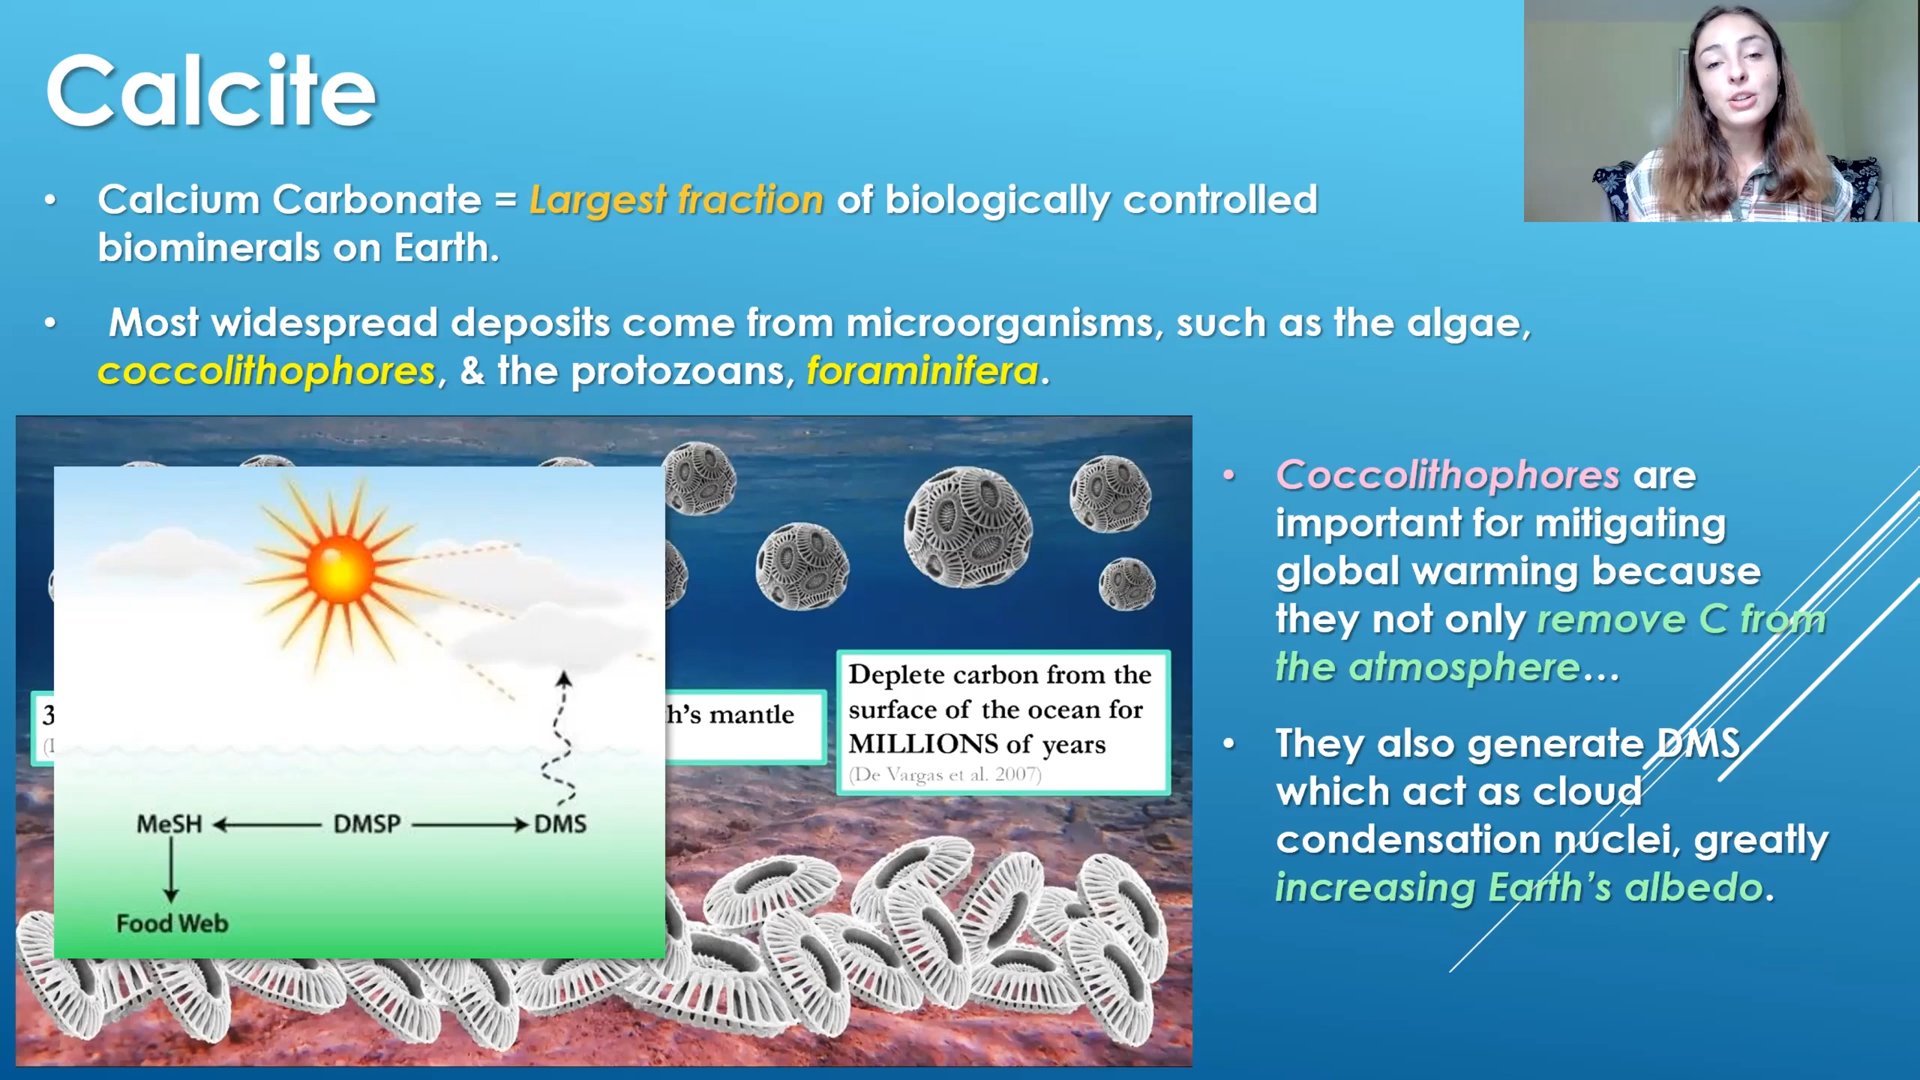 Calcite
• Calcium Carbonate = Largest fraction of biologically controlled
biominerals on Earth.
• Most widespread deposits come from microorganisms, such as the algae,
coccolithophores, & the protozoans, foraminifera.
3
h's mantle
Deplete carbon from the
surface of the ocean for
MILLIONS of years
(De Vargas et al. 2007)
MeSH DMSP DMS
Food Web
• Coccolithophores are
important for mitigating
global warming because
they not only remove C from
the atmosphere...
• They also generate DMS
which act as cloud
condensation nuclei, greatly
increasing Earth's albedo.